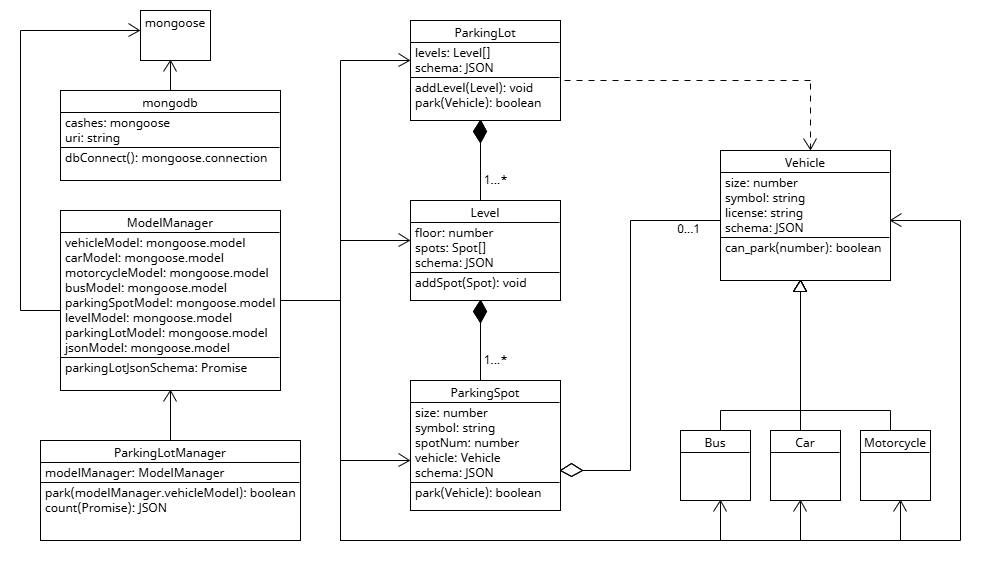 mongoose
mongodb
cashes: mongoose
uri: string
dbConnect(): mongoose.connection
ModelManager
vehicleModel: mongoose.model
carModel: mongoose.model
motorcycleModel: mongoose.model
busModel: mongoose.model
parkingSpotModel: mongoose.model
levelModel: mongoose.model
parkingLotModel: mongoose.model
jsonModel: mongoose.model
parkingLotJsonSchema: Promise
ParkingLotManager
modelManager: ModelManager
park(modelManager.vehicleModel): boolean
count(Promise): JSON
ParkingLot
levels: Level[]
schema: JSON
addLevel(Level): void
park(Vehicle): boolean
1...*
Level
floor: number
spots: Spot[]
schema: JSON
addSpot(Spot): void
1...*
ParkingSpot
size: number
symbol: string
spotNum: number
vehicle: Vehicle
schema: JSON
park(Vehicle): boolean
0...1
Vehicle
size: number
symbol: string
license: string
schema: JSON
can_park(number): boolean
Bus
Car
Motorcycle